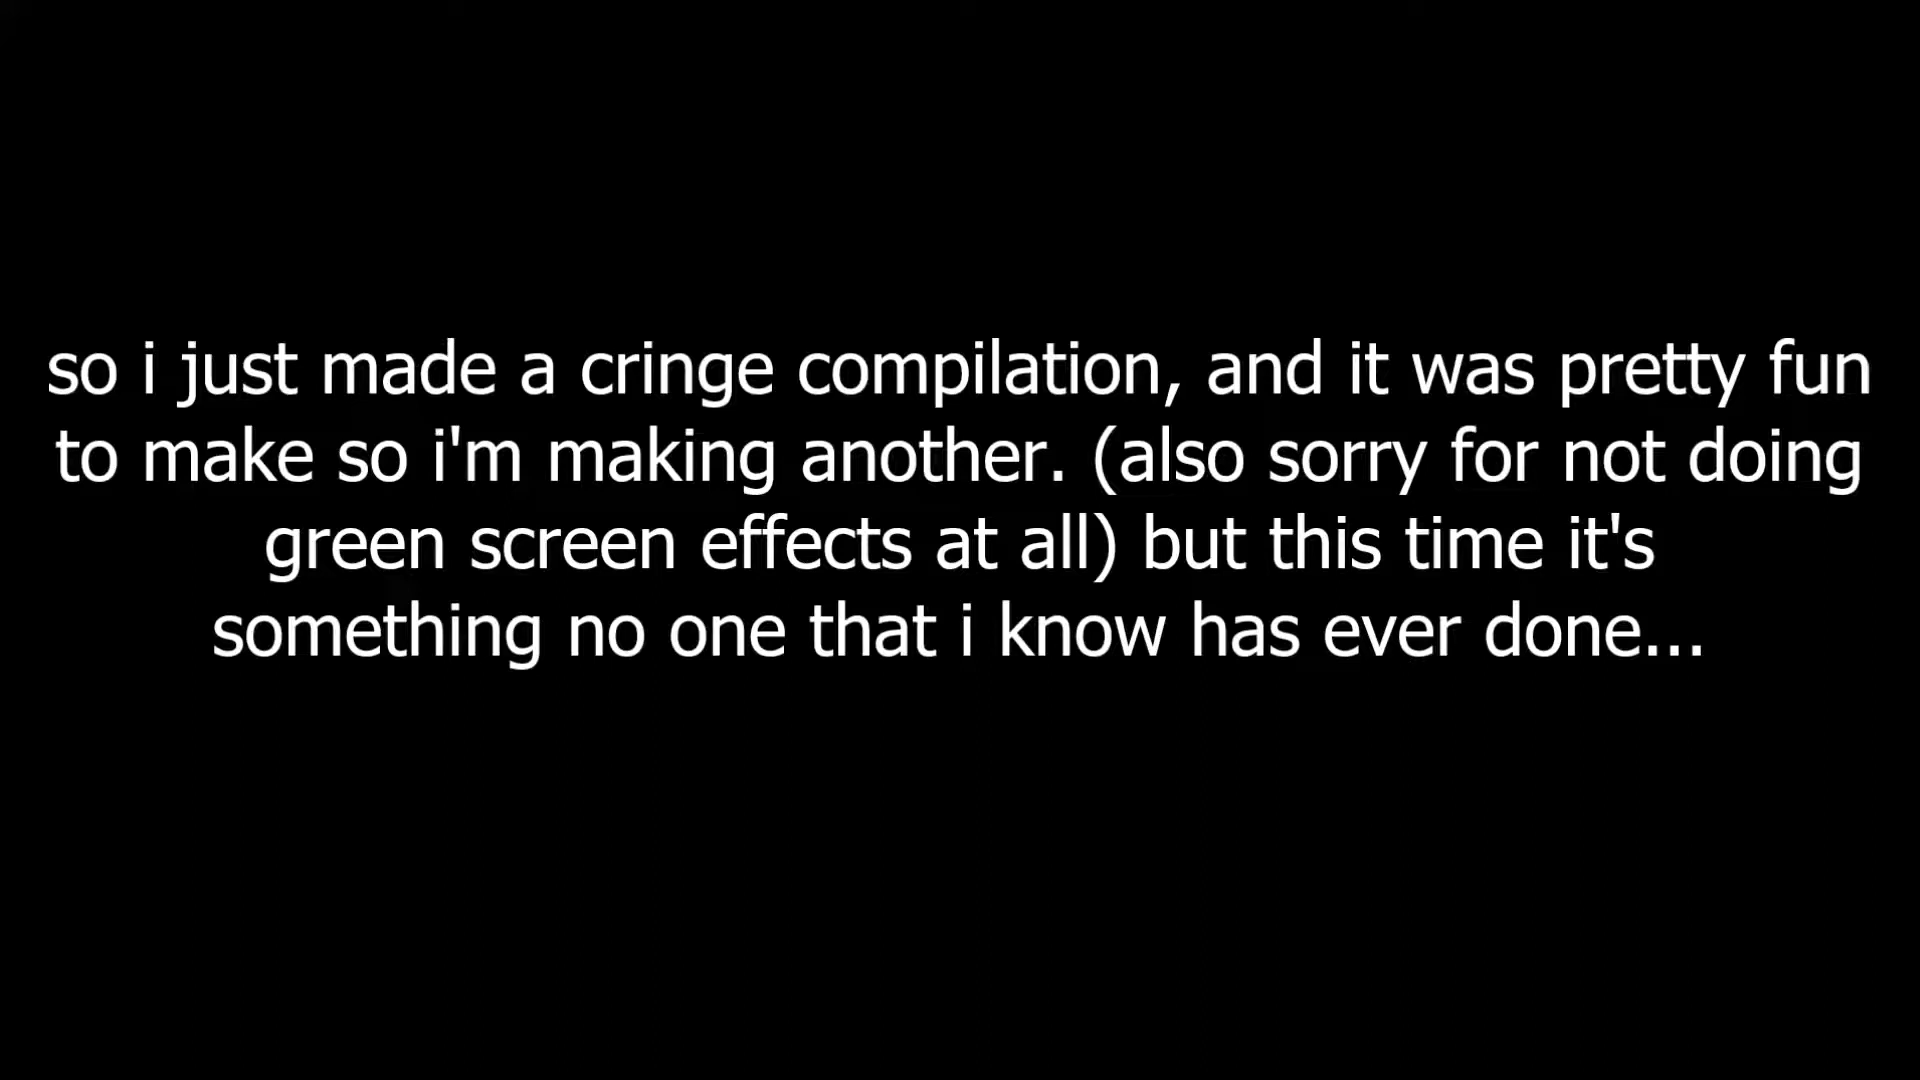 so i just made a cringe compilation, and it was pretty fun
to make so i'm making another. (also sorry for not doing
green screen effects at all) but this time it's
something no one that i know has ever done...